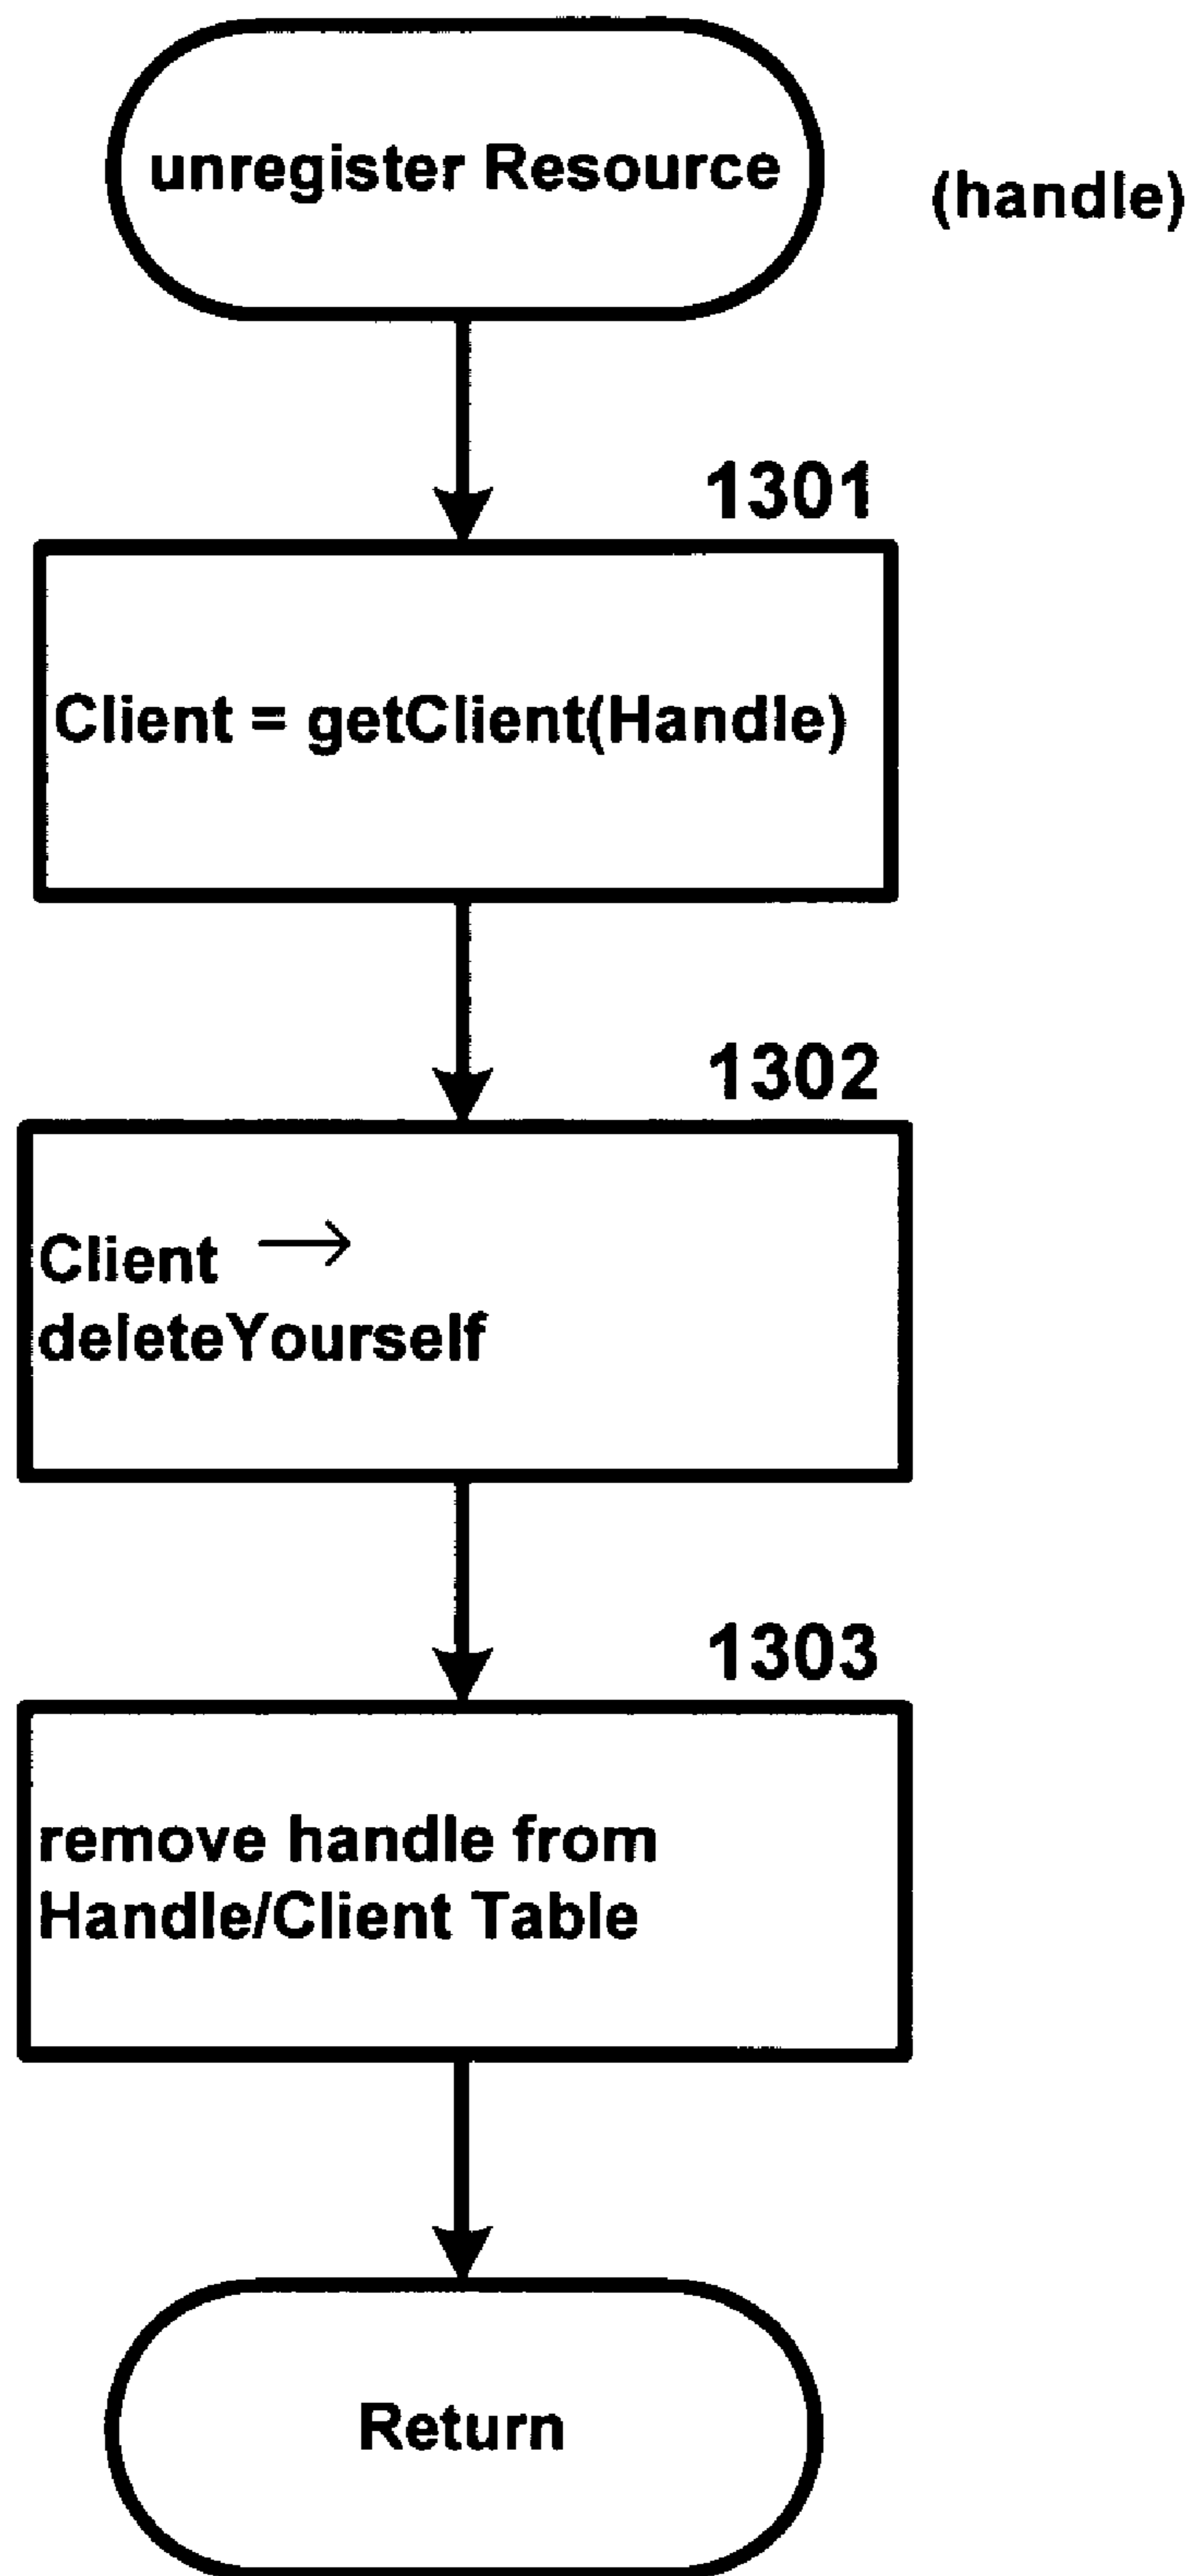 unregister Resource
(handle)
1301
Client = getClient(Handle)
1302
Client →
deleteYourself
1303
remove handle from
Handle/Client Table
Return